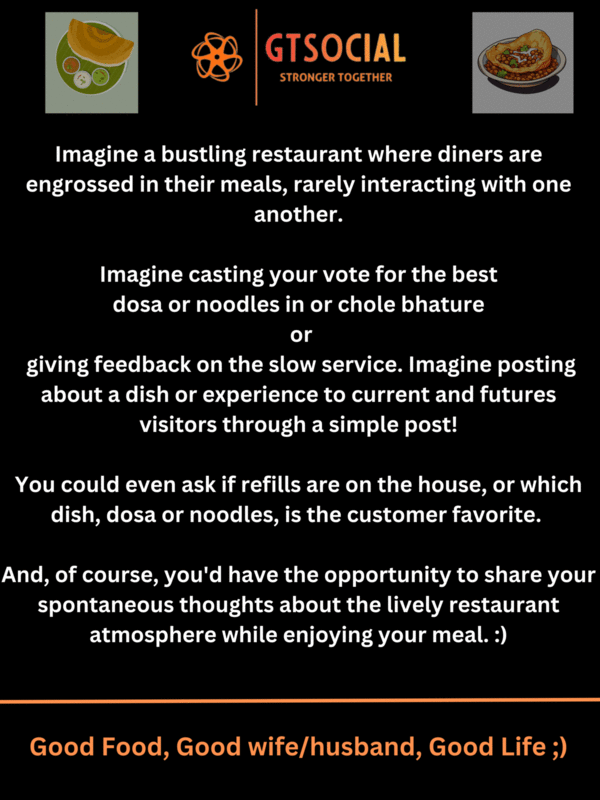 GTSOCIAL
STRONGER TOGETHER
Imagine a bustling restaurant where diners are
engrossed in their meals, rarely interacting with one
another.
Imagine casting your vote for the best
dosa or noodles in or chole bhature
or
giving feedback on the slow service. Imagine posting
about a dish or experience to current and futures
visitors through a simple post!
You could even ask if refills are on the house, or which
dish, dosa or noodles, is the customer favorite.
And, of course, you'd have the opportunity to share your
spontaneous thoughts about the lively restaurant
atmosphere while enjoying your meal. :)
Good Food, Good wife/husband, Good Life ;)